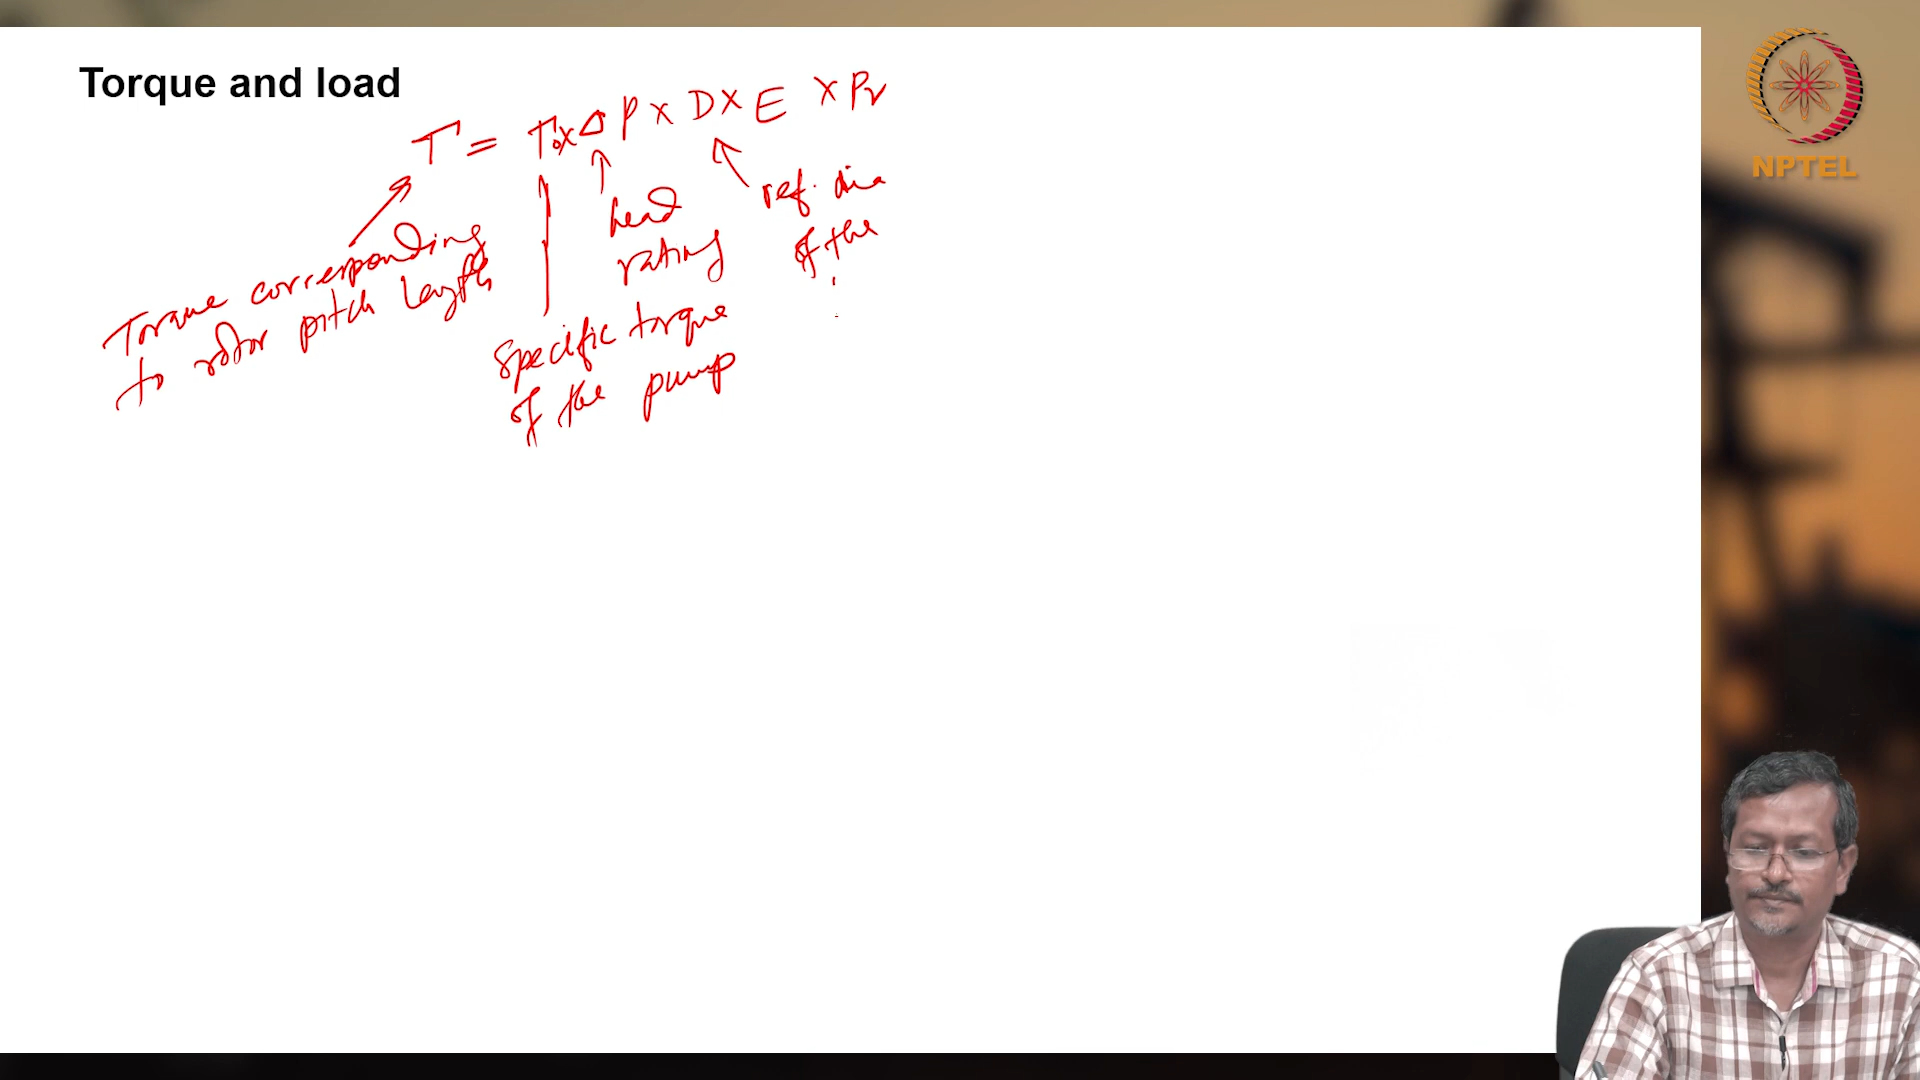 Torque and load
T = T₀ x Δ P x D x E x Pr
head
rating
ref. dia
of the
Torque corresponding
to rotor pitch length
specific torque
of the pump
NPTEL